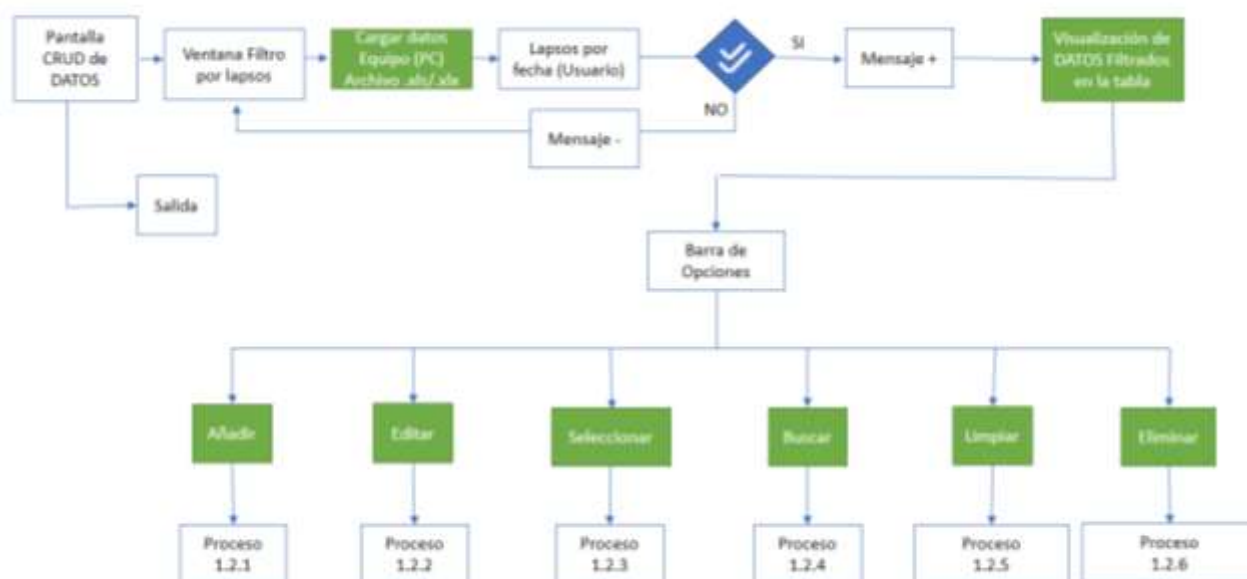 Pantalla
CRUD de
DATOS
Ventana Filtro
por lapsos
Cargar datos
Equipo (PC)
Archivo .xls/.xlx
Lapsos por
fecha (Usuario)
SI
NO
Mensaje +
Mensaje -
Visualización de
DATOS Filtrados
en la tabla
Salida
Barra de
Opciones
Añadir
Editar
Seleccionar
Buscar
Limpiar
Eliminar
Proceso
1.2.1
Proceso
1.2.2
Proceso
1.2.3
Proceso
1.2.4
Proceso
1.2.5
Proceso
1.2.6